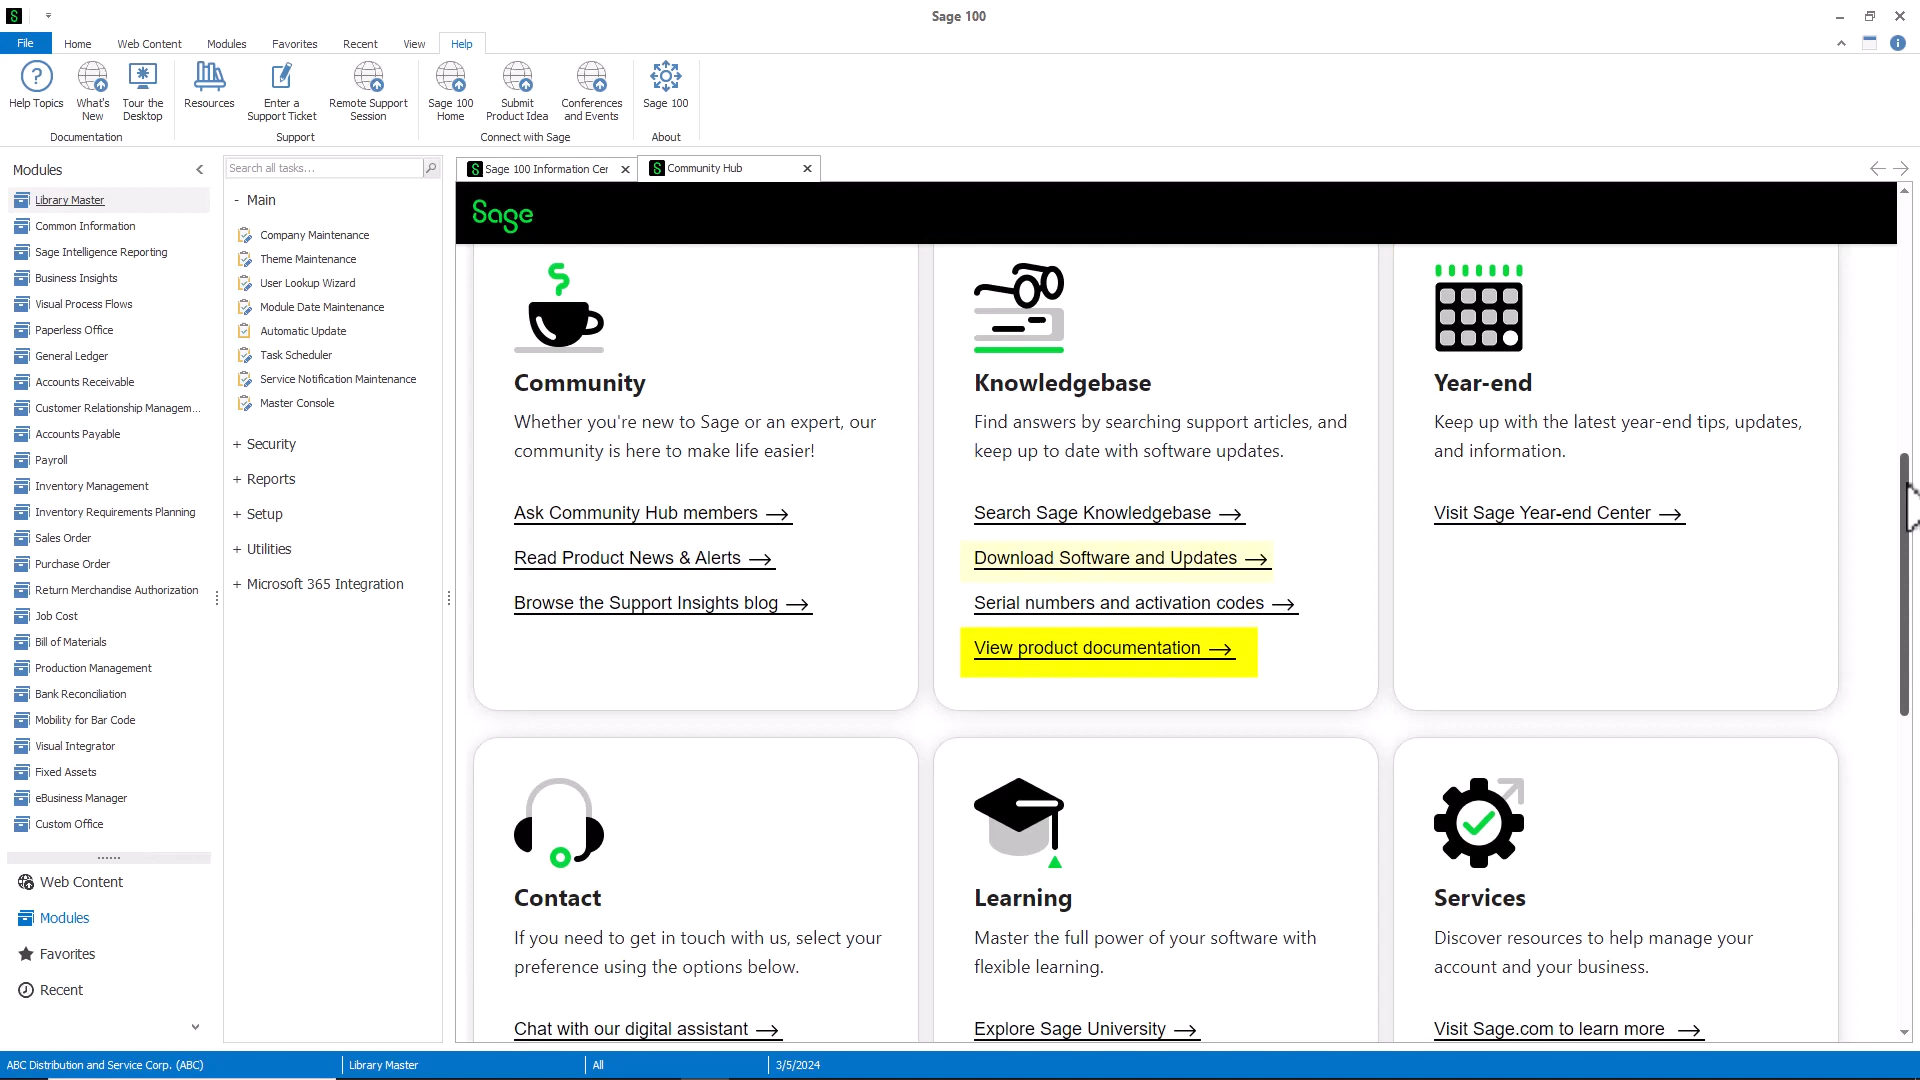 Sage 100
File
Home
Web Content
Modules
Favorites
Recent
View
Help
Help Topics
What's
New
Tour the
Desktop
Documentation
Resources
Enter a
Support Ticket
Remote Support
Session
Support
Sage 100
Home
Submit
Product Idea
Conferences
and Events
Connect with Sage
Sage 100
About
Modules
Library Master
Common Information
Sage Intelligence Reporting
Business Insights
Visual Process Flows
Paperless Office
General Ledger
Accounts Receivable
Customer Relationship Managem...
Accounts Payable
Payroll
Inventory Management
Inventory Requirements Planning
Sales Order
Purchase Order
Return Merchandise Authorization
Job Cost
Bill of Materials
Production Management
Bank Reconciliation
Mobility for Bar Code
Visual Integrator
Fixed Assets
eBusiness Manager
Custom Office
Web Content
Modules
Favorites
Recent
Search all tasks...
- Main
Company Maintenance
Theme Maintenance
User Lookup Wizard
Module Date Maintenance
Automatic Update
Task Scheduler
Service Notification Maintenance
Master Console
+ Security
+ Reports
+ Setup
+ Utilities
+ Microsoft 365 Integration
Sage 100 Information Cer
Community Hub
Sage
Community
Whether you're new to Sage or an expert, our
community is here to make life easier!
Ask Community Hub members
Read Product News & Alerts
Browse the Support Insights blog
Knowledgebase
Find answers by searching support articles, and
keep up to date with software updates.
Search Sage Knowledgebase
Download Software and Updates
Serial numbers and activation codes
View product documentation
Year-end
Keep up with the latest year-end tips, updates,
and information.
Visit Sage Year-end Center
Contact
If you need to get in touch with us, select your
preference using the options below.
Chat with our digital assistant
Learning
Master the full power of your software with
flexible learning.
Explore Sage University
Services
Discover resources to help manage your
account and your business.
Visit Sage.com to learn more
ABC Distribution and Service Corp. (ABC)
Library Master
All
3/5/2024